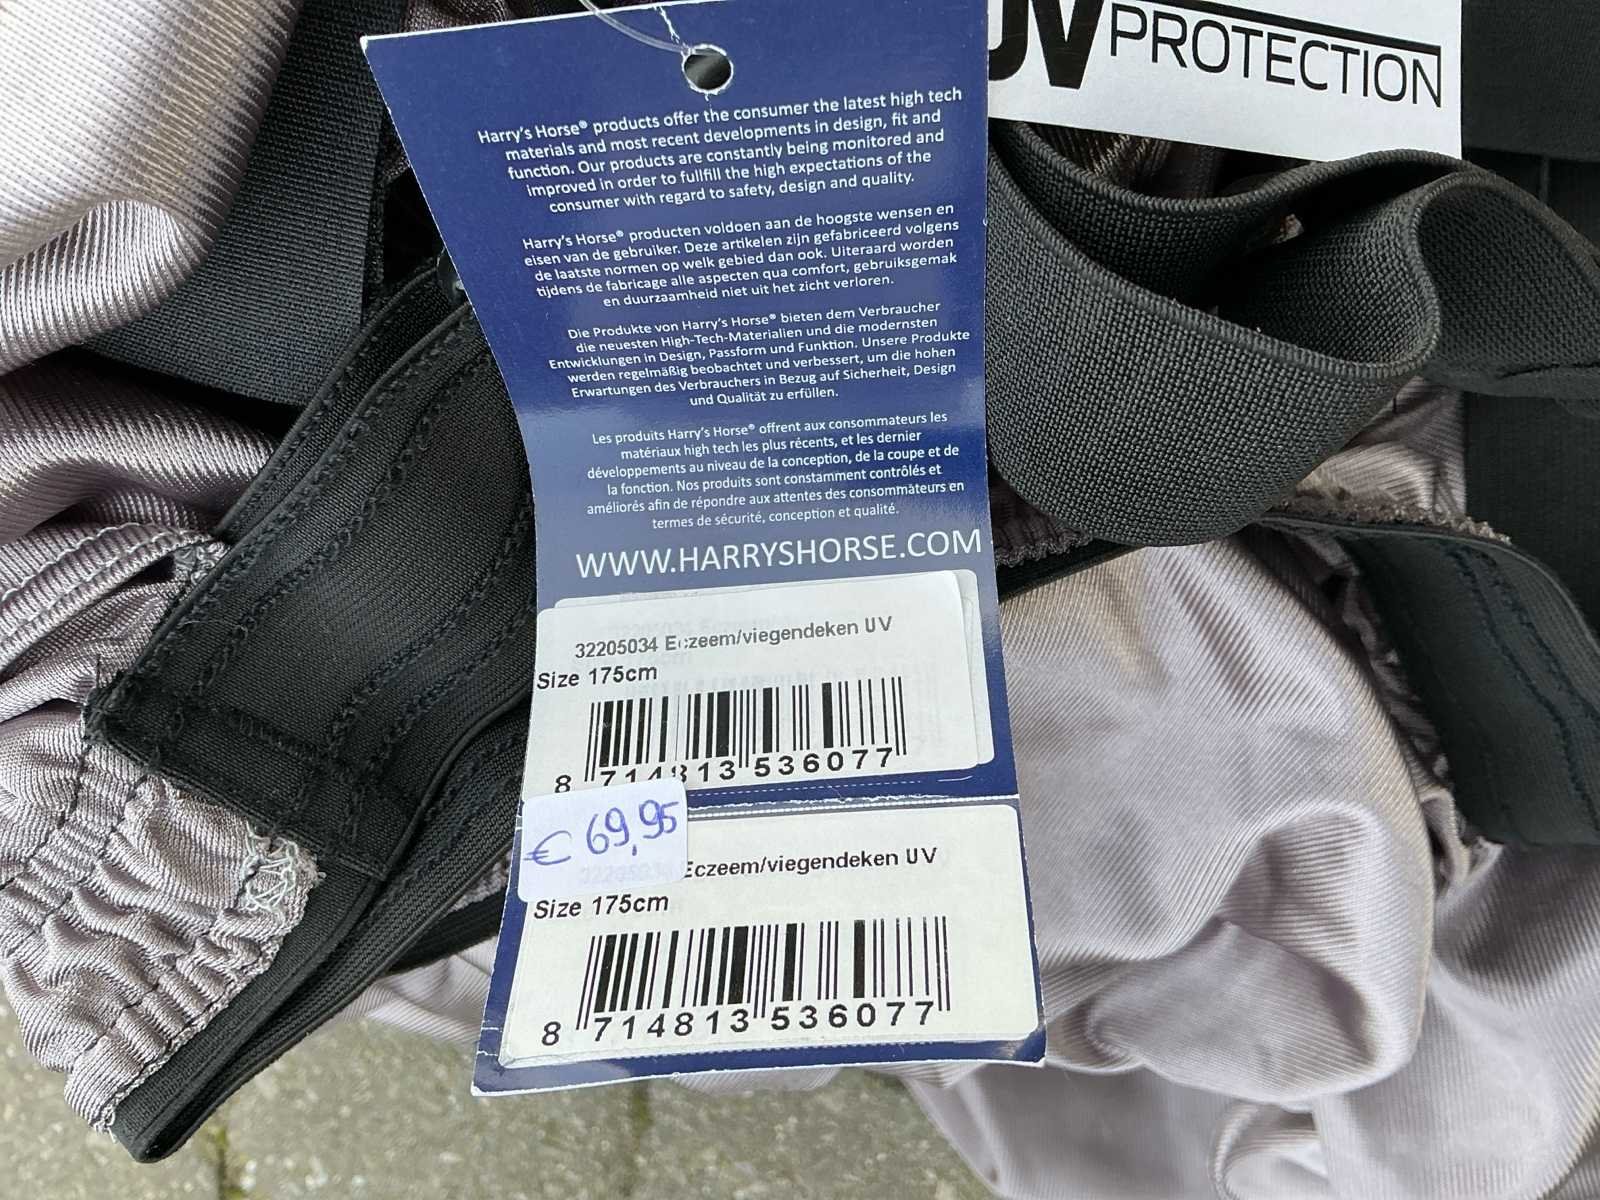 UV PROTECTION
Harry's Horse® products offer the consumer the latest high tech
materials and most recent developments in design, fit and
function. Our products are constantly being monitored and
improved in order to fullfill the high expectations of the
consumer with regard to safety, design and quality.
Harry's Horse® producten voldoen aan de hoogste wensen en
eisen van de gebruiker. Deze artikelen zijn gefabriceerd volgens
de laatste normen op welk gebied dan ook. Uiteraard worden
tijdens de fabricage alle aspecten qua comfort, gebruiksgemak
en duurzaamheid niet uit het zicht verloren.
Die Produkte von Harry's Horse® bieten dem Verbraucher
die neuesten High-Tech-Materialien und die modernsten
Entwicklungen in Design, Passform und Funktion. Unsere Produkte
werden regelmäßig beobachtet und verbessert, um die hohen
Erwartungen des Verbrauchers in Bezug auf Sicherheit, Design
und Qualität zu erfüllen.
Les produits Harry's Horse® offrent aux consommateurs les
matériaux high tech les plus récents, et les dernier
développements au niveau de la conception, de la coupe et de
la fonction. Nos produits sont constamment contrôlés et
améliorés afin de répondre aux attentes des consommateurs en
termes de sécurité, conception et qualité.
WWW.HARRYSHORSE.COM
32205034 Eczeem/viegendeken UV
Size 175cm
8 714813 536077
€ 69,95
Eczeem/viegendeken UV
Size 175cm
8 714813 536077